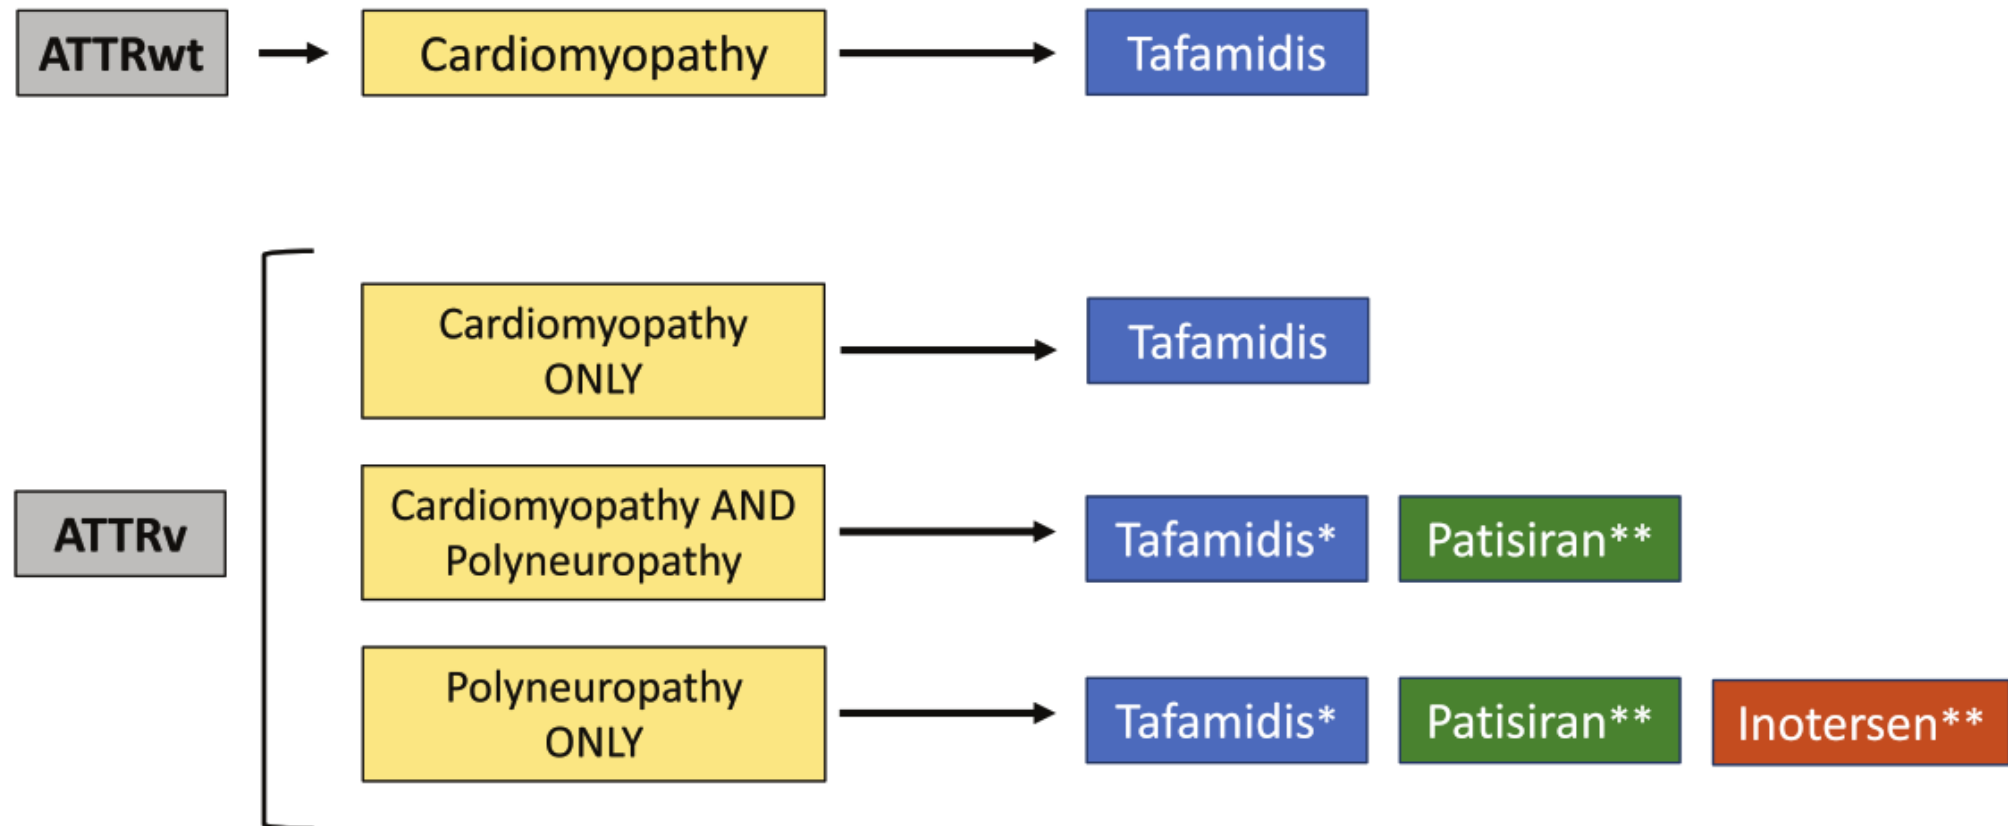 ATTRwt
Cardiomyopathy
Tafamidis
ATTRv
Cardiomyopathy
ONLY
Tafamidis
Cardiomyopathy AND
Polyneuropathy
Tafamidis*
Patisiran**
Polyneuropathy
ONLY
Tafamidis*
Patisiran**
Inotersen**